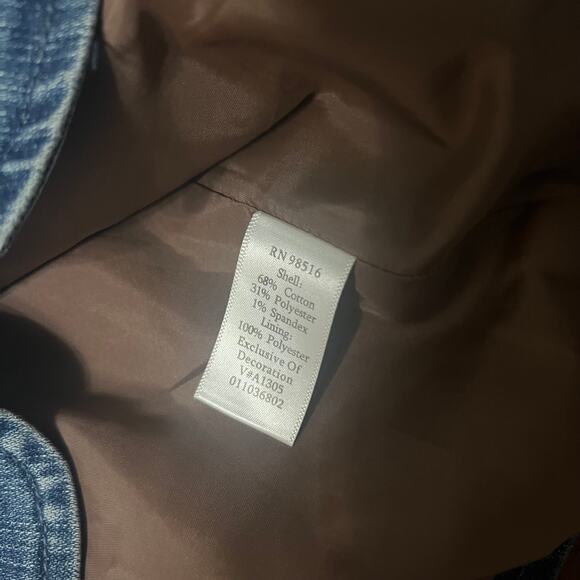 RN 98516
Shell:
68% Cotton
31% Polyester
1% Spandex
Lining:
100% Polyester
Exclusive Of
Decoration
V#A1305
011036802